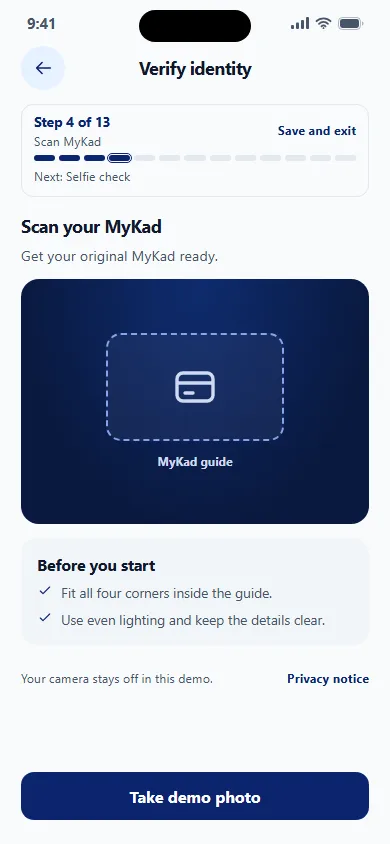 9:41
Verify identity
Step 4 of 13
Scan MyKad
Save and exit
Next: Selfie check
Scan your MyKad
Get your original MyKad ready.
MyKad guide
Before you start
Fit all four corners inside the guide.
Use even lighting and keep the details clear.
Your camera stays off in this demo.
Privacy notice
Take demo photo